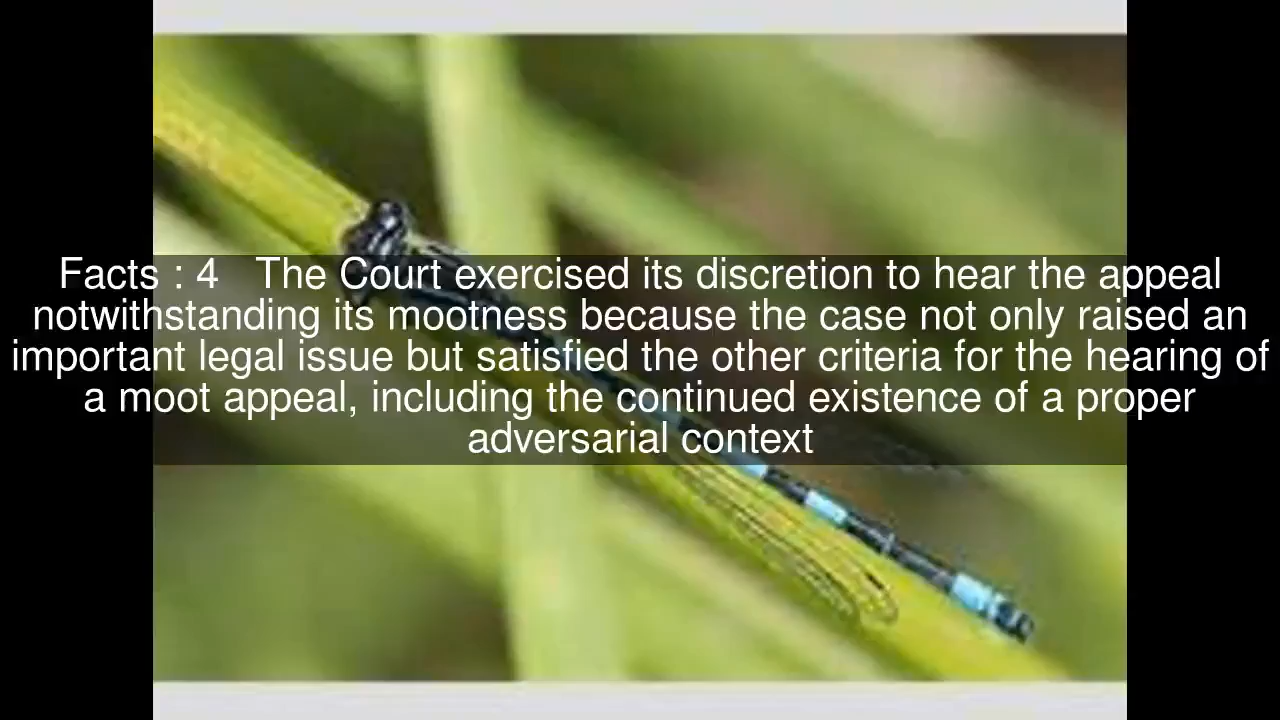 Facts : 4   The Court exercised its discretion to hear the appeal
notwithstanding its mootness because the case not only raised an
important legal issue but satisfied the other criteria for the hearing of
a moot appeal, including the continued existence of a proper
adversarial context